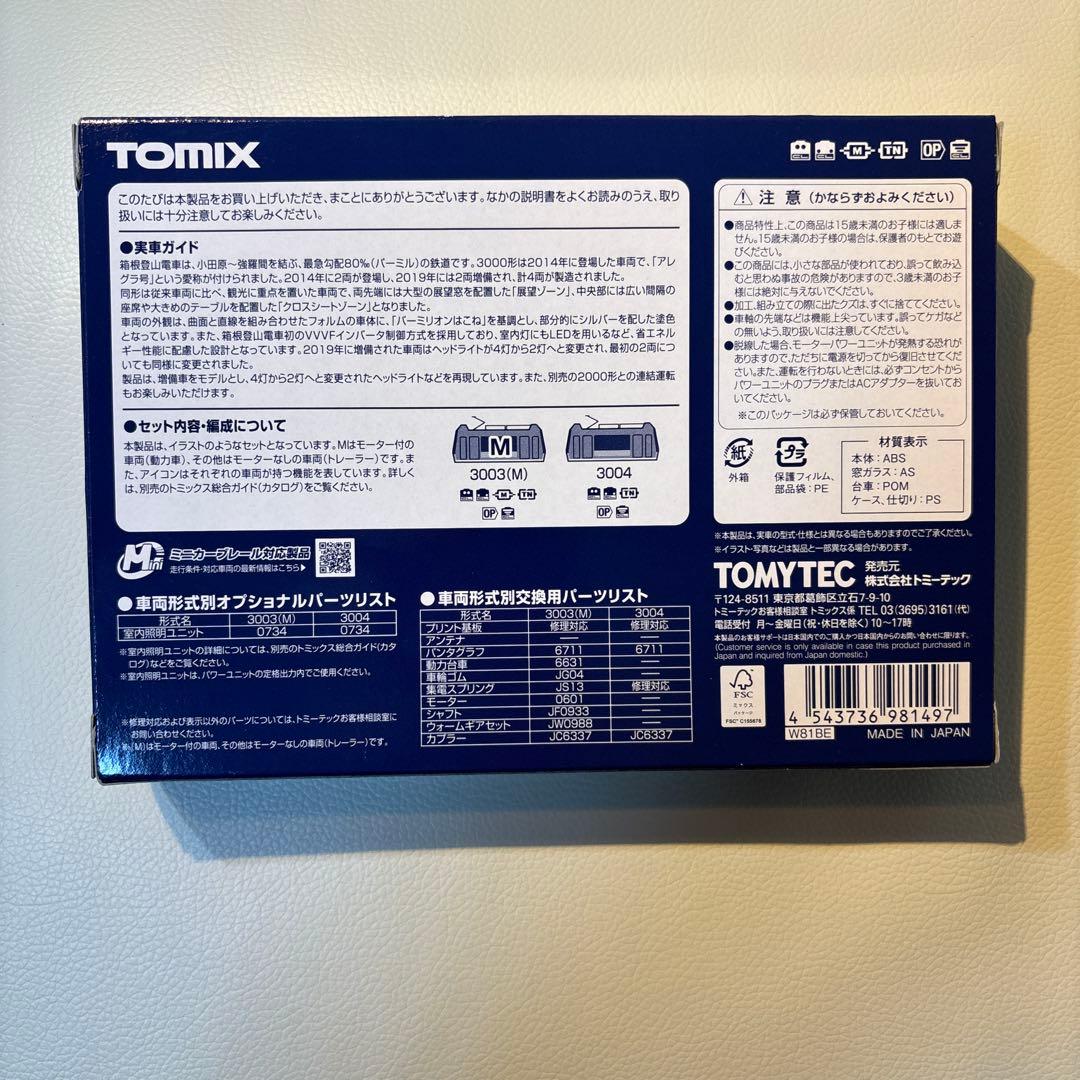 TOMIX
CL CL M TN OP CL
このたびは本製品をお買い上げいただき、まことにありがとうございます。なかの説明書をよくお読みのうえ、取り
扱いには十分注意してお楽しみください。
●実車ガイド
箱根登山電車は、小田原〜強羅間を結ぶ、最急勾配80‰(パーミル)の鉄道です。3000形は2014年に登場した車両で、「アレ
グラ号」という愛称が付けられました。2014年に2両が登場し、2019年には2両増備され、計4両が製造されました。
同形は従来車両に比べ、観光に重点を置いた車両で、両先端には大型の展望窓を配置した「展望ゾーン」、中央部には広い間隔の
座席や大きめのテーブルを配置した「クロスシートゾーン」となりました。
車両の外観は、曲面と直線を組み合わせたフォルムの車体に、「バーミリオンはこね」を基調とし、部分的にシルバーを配した塗色
となっています。また、箱根登山電車初のVVVFインバータ制御方式を採用しており、室内灯にもLEDを用いるなど、省エネル
ギー性能に配慮した設計となっています。2019年に増備された車両はヘッドライトが4灯から2灯へと変更され、最初の2両につ
いても同様に変更されました。
製品は、増備車をモデルとし、4灯から2灯へと変更されたヘッドライトなどを再現しています。また、別売の2000形との連結運転
もお楽しみいただけます。
●セット内容・編成について
本製品は、イラストのようなセットとなっています。Mはモーター付の
車両(動力車)、その他はモーターなしの車両(トレーラー)です。ま
た、アイコンはそれぞれの車両が持つ機能を表しています。詳しく
は、別売のトミックス総合ガイド(カタログ)をご覧ください。
M
3003(M) 3004
CL CL M TN CL CL TN
OP CL OP CL
Mini ミニカーブレール対応製品
走行条件・対応車両の最新情報はこちら▶
●車両形式別オプショナルパーツリスト
形式名 3003(M) 3004
室内照明ユニット 0734 0734
※室内照明ユニットの詳細については、別売のトミックス総合ガイド(カタ
ログ)などをご覧ください。
※室内照明ユニットは、パワーユニットの定格出力内でご使用ください。
※修理対応および表示以外のパーツについては、トミーテックお客様相談室に
お問い合わせください。
※(M)はモーター付の車両、その他はモーターなしの車両(トレーラー)です。
●車両形式別交換用パーツリスト
形式名 3003(M) 3004
プリント基板 修理対応 修理対応
アンテナ ― ―
パンタグラフ 6711 6711
動力台車 6631 ―
車輪ゴム JG04 ―
集電スプリング JS13 修理対応
モーター 0601 ―
シャフト JF0933 ―
ウォームギアセット JW09B8 ―
カプラー JC6337 JC6337
⚠ 注 意 (かならずおよみください)
●商品特性上、この商品は15歳未満のお子様には適しま
せん。15歳未満のお子様の場合は、保護者のもとでお遊
びください。
●この商品には、小さな部品が使われており、誤って飲み込
むと思わぬ事故の危険がありますので、3歳未満のお子
様には絶対に与えないでください。
●加工、組み立ての際に出たクズは、すぐに捨ててください。
●車軸の先端などは機能上尖っています。誤ってケガなど
の無いよう、取り扱いには注意してください。
●脱線した場合、モーターやパワーユニットが発熱する恐れが
ありますので、ただちに電源を切ってから復旧させてくださ
い。また、運転を行わないときには、必ずコンセントから
パワーユニットのプラグまたはACアダプターを抜いてお
いてください。
※このパッケージは必ず保管しておいてください。
紙
外箱
プラ
保護フィルム、
部品袋:PE
材質表示
本体:ABS
窓ガラス:AS
台車:POM
ケース、仕切り:PS
※本製品は、実車の型式・仕様とは異なる場合もありますのでご了承ください。
※イラスト・写真などは製品と一部異なる場合があります。
TOMYTEC 発売元 株式会社トミーテック
〒124-8511 東京都葛飾区立石7-9-10
トミーテックお客様相談室 トミックス係 TEL 03(3695)3161(代)
電話受付 月〜金曜日(祝・休日を除く)10〜17時
本製品のお客様サポートは日本国内でのご購入かつ日本国内からのお問い合わせに限ります。
(Customer service is only available in case this product purchased in
Japan and inquired from Japan domestic.)
FSC
ミックス
パッケージ
FSC® C155678
4 543736 981497
W81BE MADE IN JAPAN